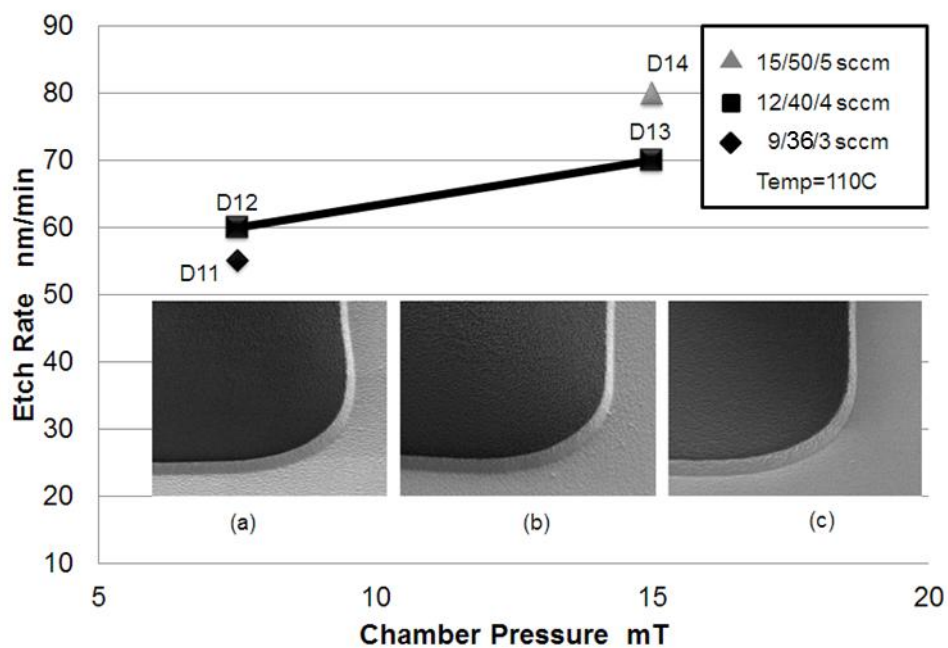 90
80
70
60
50
40
30
20
10
Etch Rate nm/min
D14
D13
D12
D11
15/50/5 sccm
12/40/4 sccm
9/36/3 sccm
Temp=110C
(a)
(b)
(c)
5
10
15
20
Chamber Pressure mT